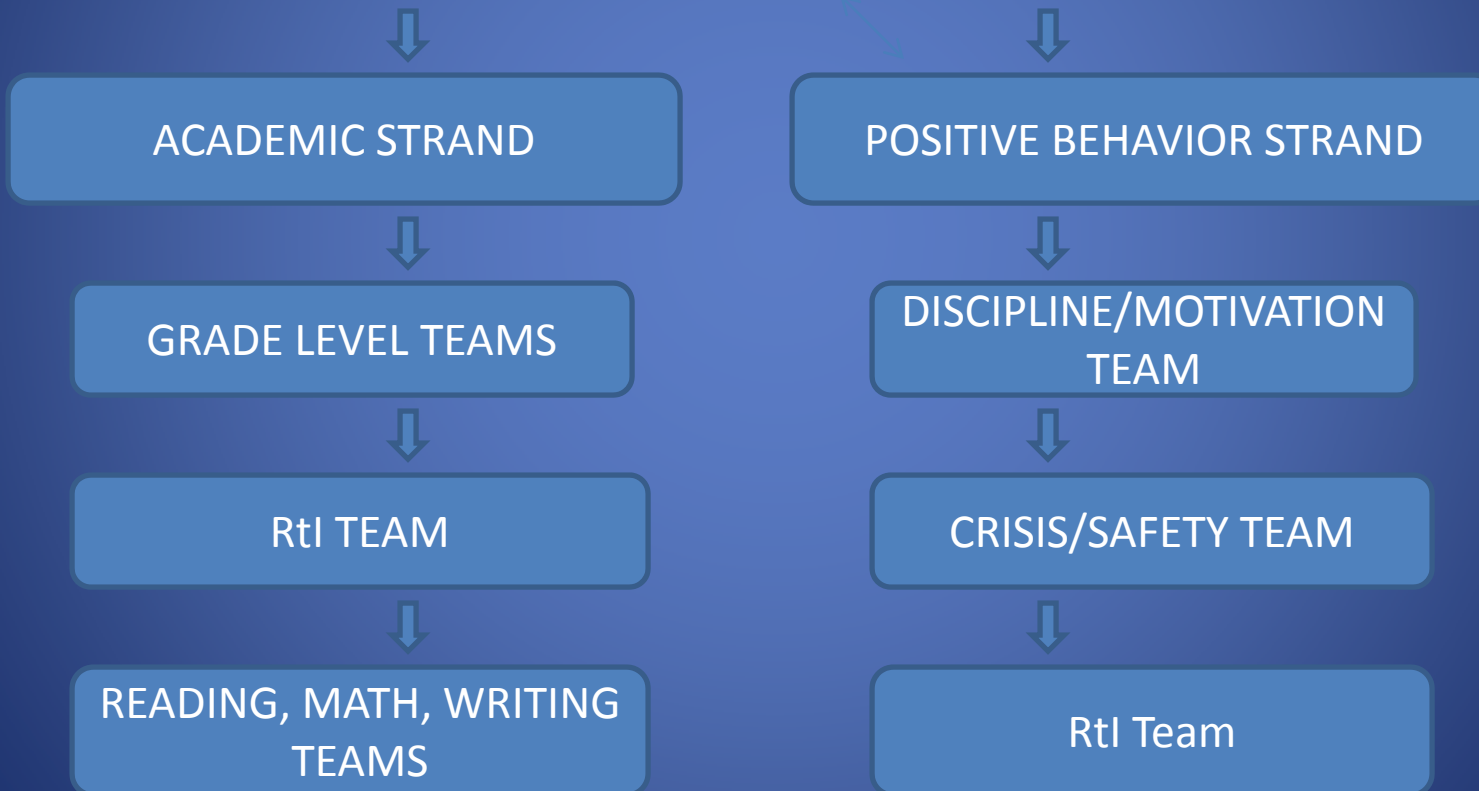 ACADEMIC STRAND
POSITIVE BEHAVIOR STRAND
GRADE LEVEL TEAMS
DISCIPLINE/MOTIVATION
TEAM
RtI TEAM
CRISIS/SAFETY TEAM
READING, MATH, WRITING
TEAMS
RtI Team